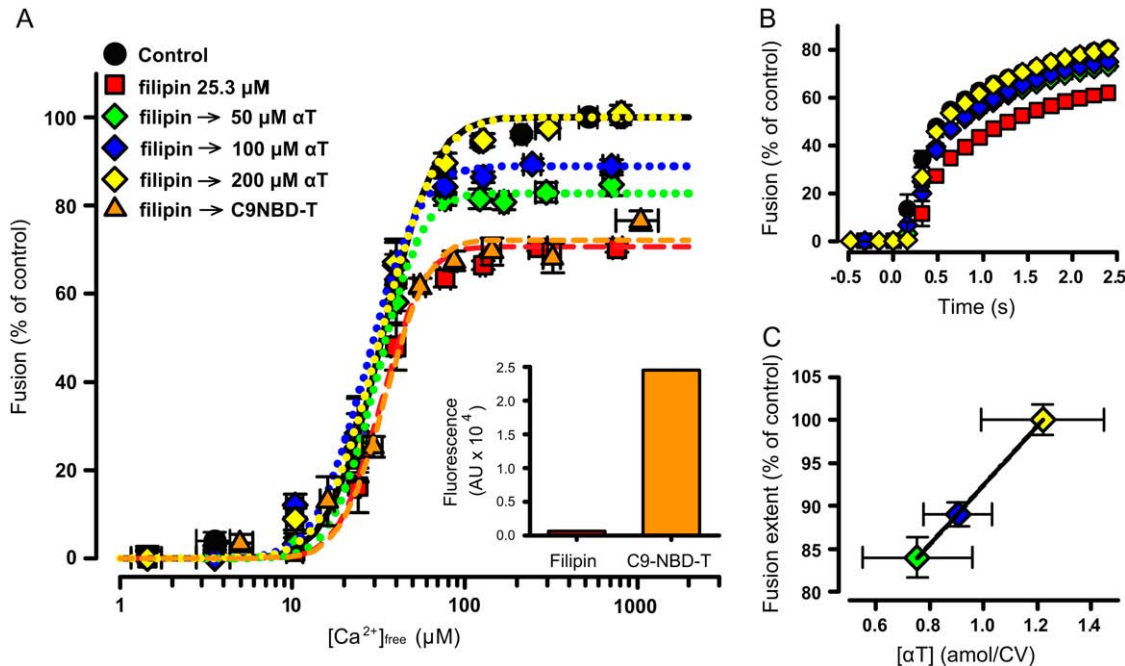 A
Control
filipin 25.3 µM
filipin → 50 µM αT
filipin → 100 µM αT
filipin → 200 µM αT
filipin → C9NBD-T
Fusion (% of control)
100
80
60
40
20
0
1 10 100 1000
[Ca2+]free (µM)
Fluorescence
(AU x 10^4)
2.5
2.0
1.5
1.0
0.5
0.0
Filipin C9-NBD-T
B
Fusion (% of control)
80
60
40
20
0
-0.5 0.0 0.5 1.0 1.5 2.0 2.5
Time (s)
C
Fusion extent (% of control)
105
100
95
90
85
80
0.6 0.8 1.0 1.2 1.4
[αT] (amol/CV)